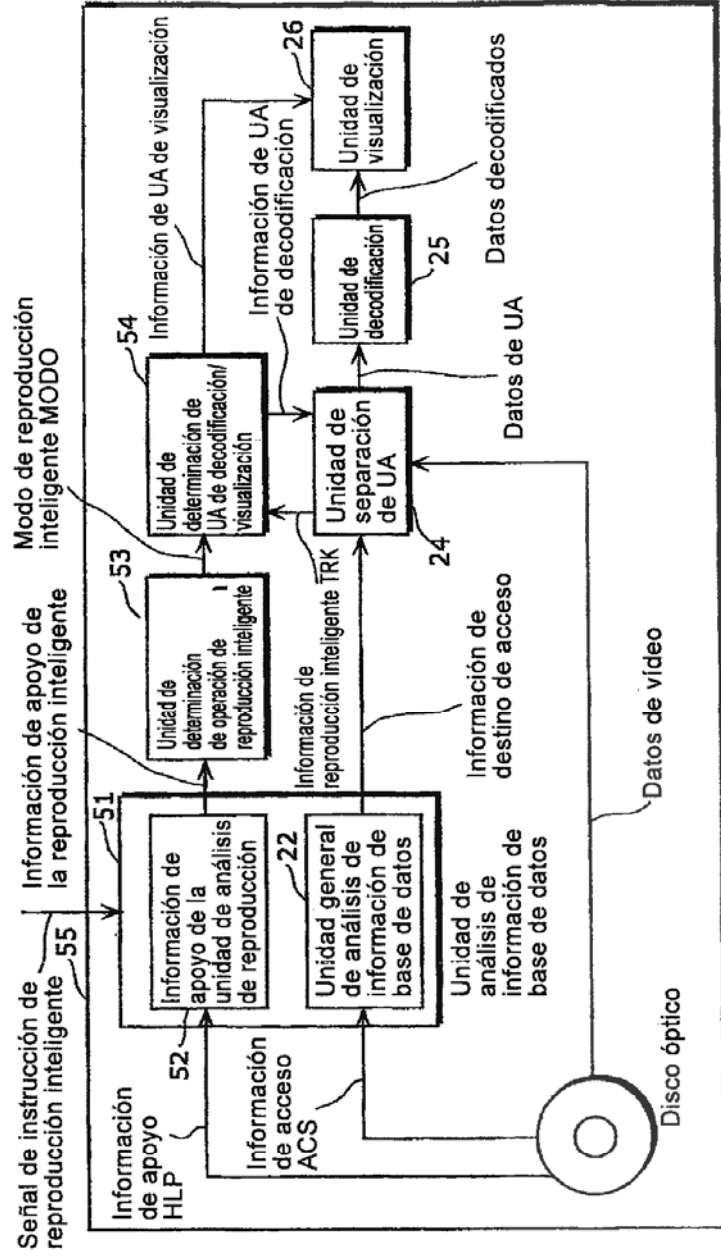 Señal de instrucción de
reproducción inteligente
55
Información de apoyo de
la reproducción inteligente
Modo de reproducción
inteligente MODO
Información
de apoyo
HLP
51
Información de
apoyo de la
unidad de análisis
de reproducción
52
53
Unidad de
determinación
de operación de
reproducción inteligente
54
Unidad de
determinación de
UA de decodificación/
visualización
Información de UA de visualización
Información de UA
de decodificación
26
Unidad de
visualización
Información
de acceso
ACS
22
Unidad general
de análisis de
información de
base de datos
Unidad de
análisis de
información de
base de datos
Información de
reproducción inteligente TRK
Información de
destino de acceso
Unidad de
separación
de UA
24
Datos de UA
Unidad de
decodificación
25
Datos decodificados
Datos de vídeo
Disco óptico